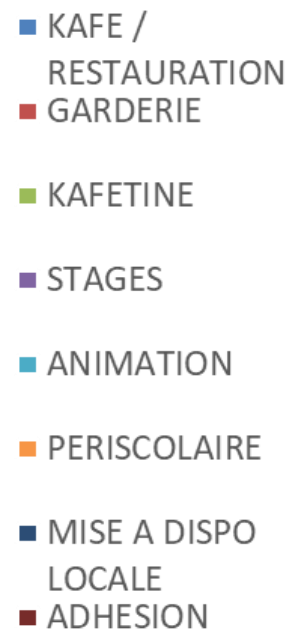 KAFE /
RESTAURATION
GARDERIE
KAFETINE
STAGES
ANIMATION
PERISCOLAIRE
MISE A DISPO
LOCALE
ADHESION